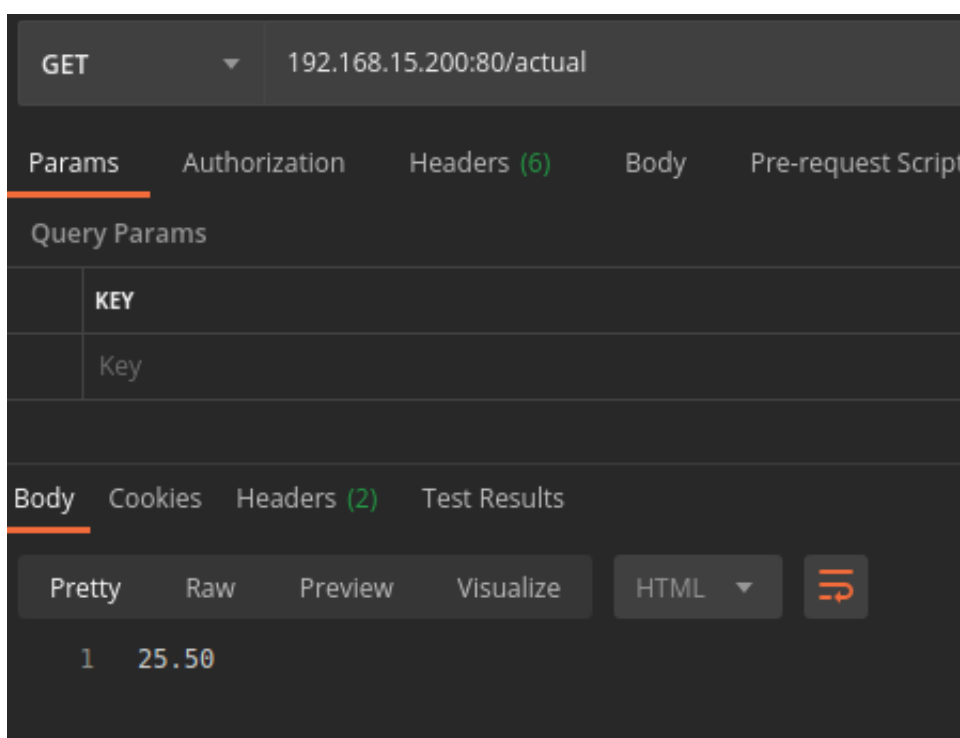 GET 192.168.15.200:80/actual
Params Authorization Headers (6) Body Pre-request Script
Query Params
KEY
Key
Body Cookies Headers (2) Test Results
Pretty Raw Preview Visualize HTML
1 25.50